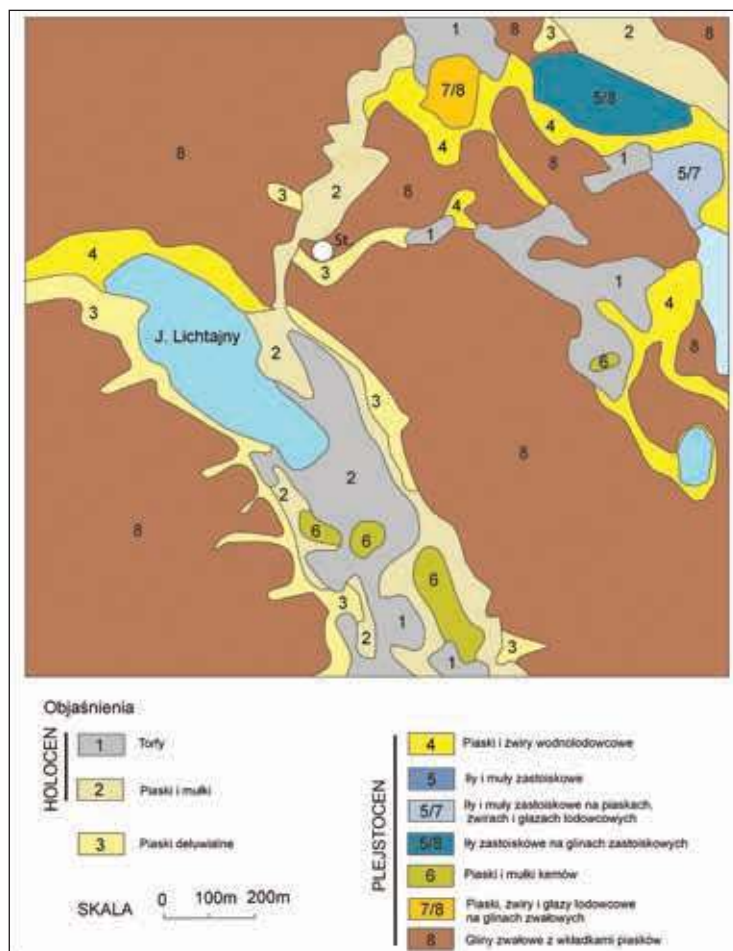 1
8
3
2
8
7/8
5/8
4
4
8
8
1
5/7
3
2
8
4
St.
1
4
3
1
3
4
J. Lichtajny
2
8
6
3
8
2
2
6
6
8
6
3
1
2
3
1
Objaśnienia
HOLOCEN
1 Torfy
2 Piaski i mułki
3 Piaski deluwialne
SKALA 0 100m 200m
PLEJSTOCEN
4 Piaski i żwiry wodnolodowcowe
5 Iły i muły zastoiskowe
5/7 Iły i muły zastoiskowe na piaskach,
żwirach i głazach lodowcowych
5/8 Iły zastoiskowe na glinach zastoiskowych
6 Piaski i mułki kemów
7/8 Piaski, żwiry i głazy lodowcowe
na glinach zwałowych
8 Gliny zwałowe z wkładkami piasków